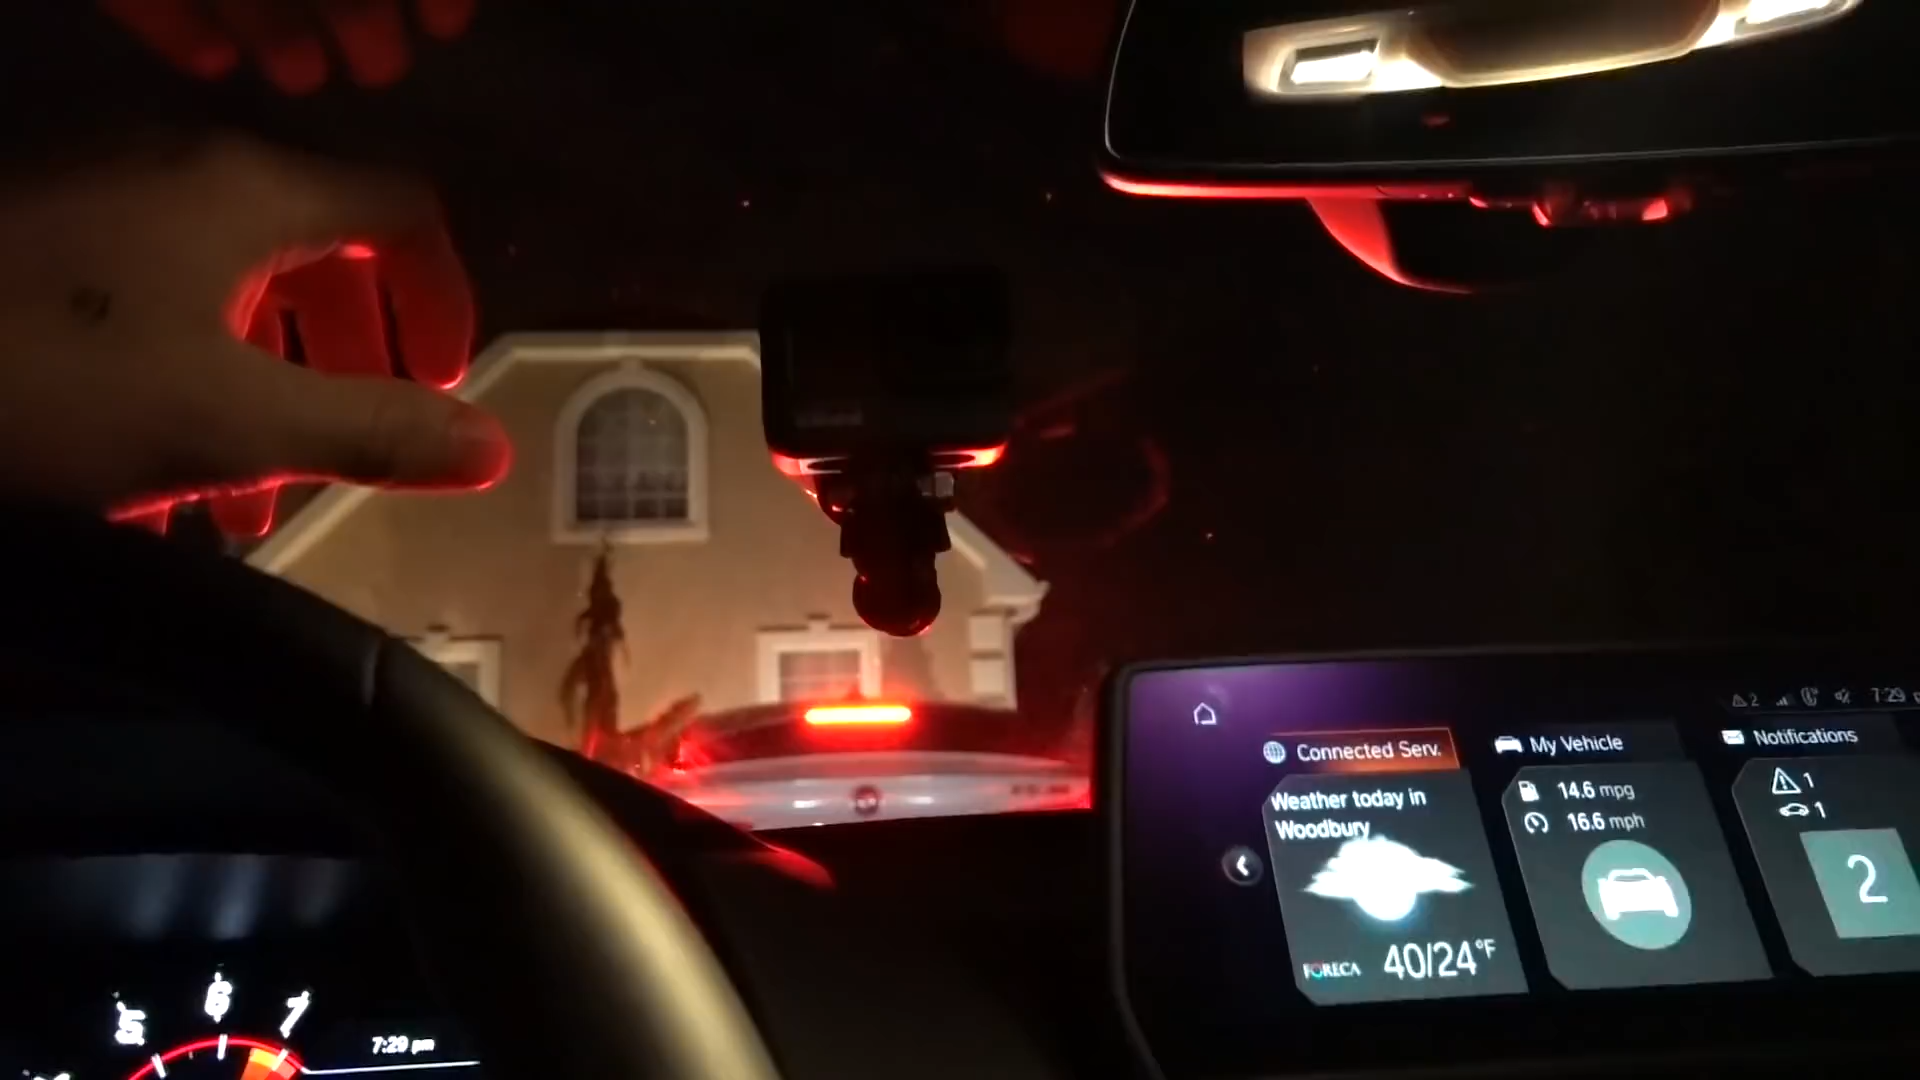 2
7:29
Connected Serv.
My Vehicle
Notifications
Weather today in
Woodbury
FORECA
40/24°F
14.6 mpg
16.6 mph
1
1
2
5
6
7
7:29 pm